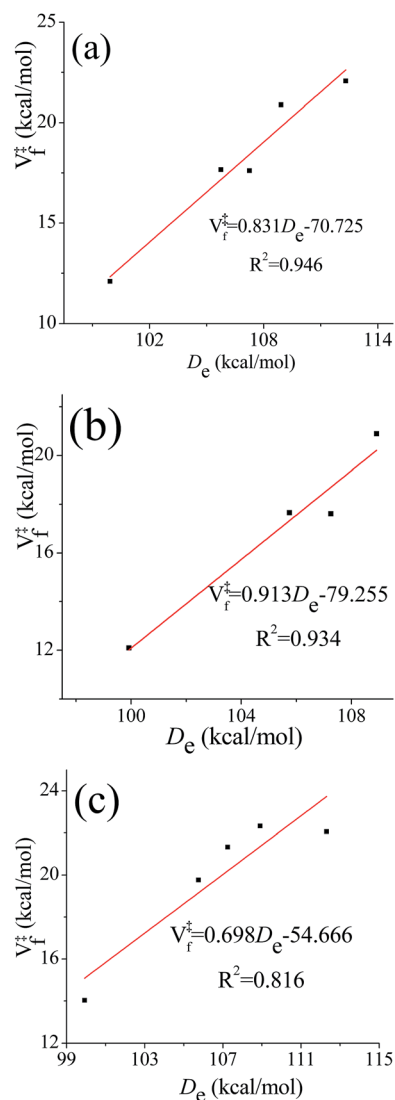 (a)
25
20
15
10
V‡f (kcal/mol)
V‡f=0.831De-70.725
R²=0.946
102 108 114
De (kcal/mol)
(b)
20
16
12
V‡f (kcal/mol)
V‡f=0.913De-79.255
R²=0.934
100 104 108
De (kcal/mol)
(c)
24
20
16
12
V‡f (kcal/mol)
V‡f=0.698De-54.666
R²=0.816
99 103 107 111 115
De (kcal/mol)